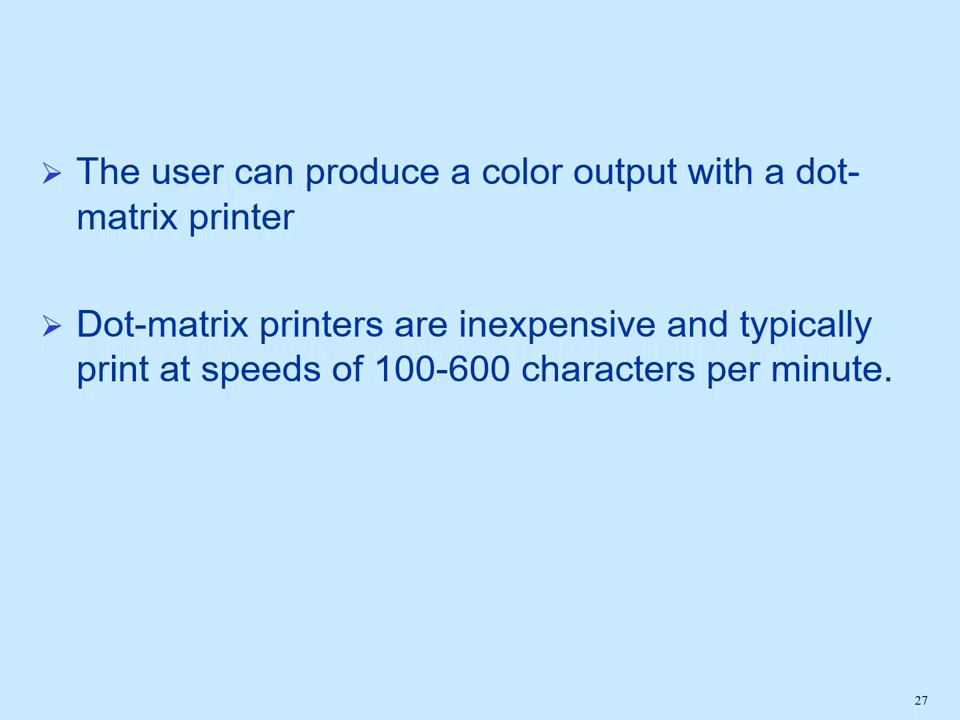 ➢ The user can produce a color output with a dot-
matrix printer
➢ Dot-matrix printers are inexpensive and typically
print at speeds of 100-600 characters per minute.
27